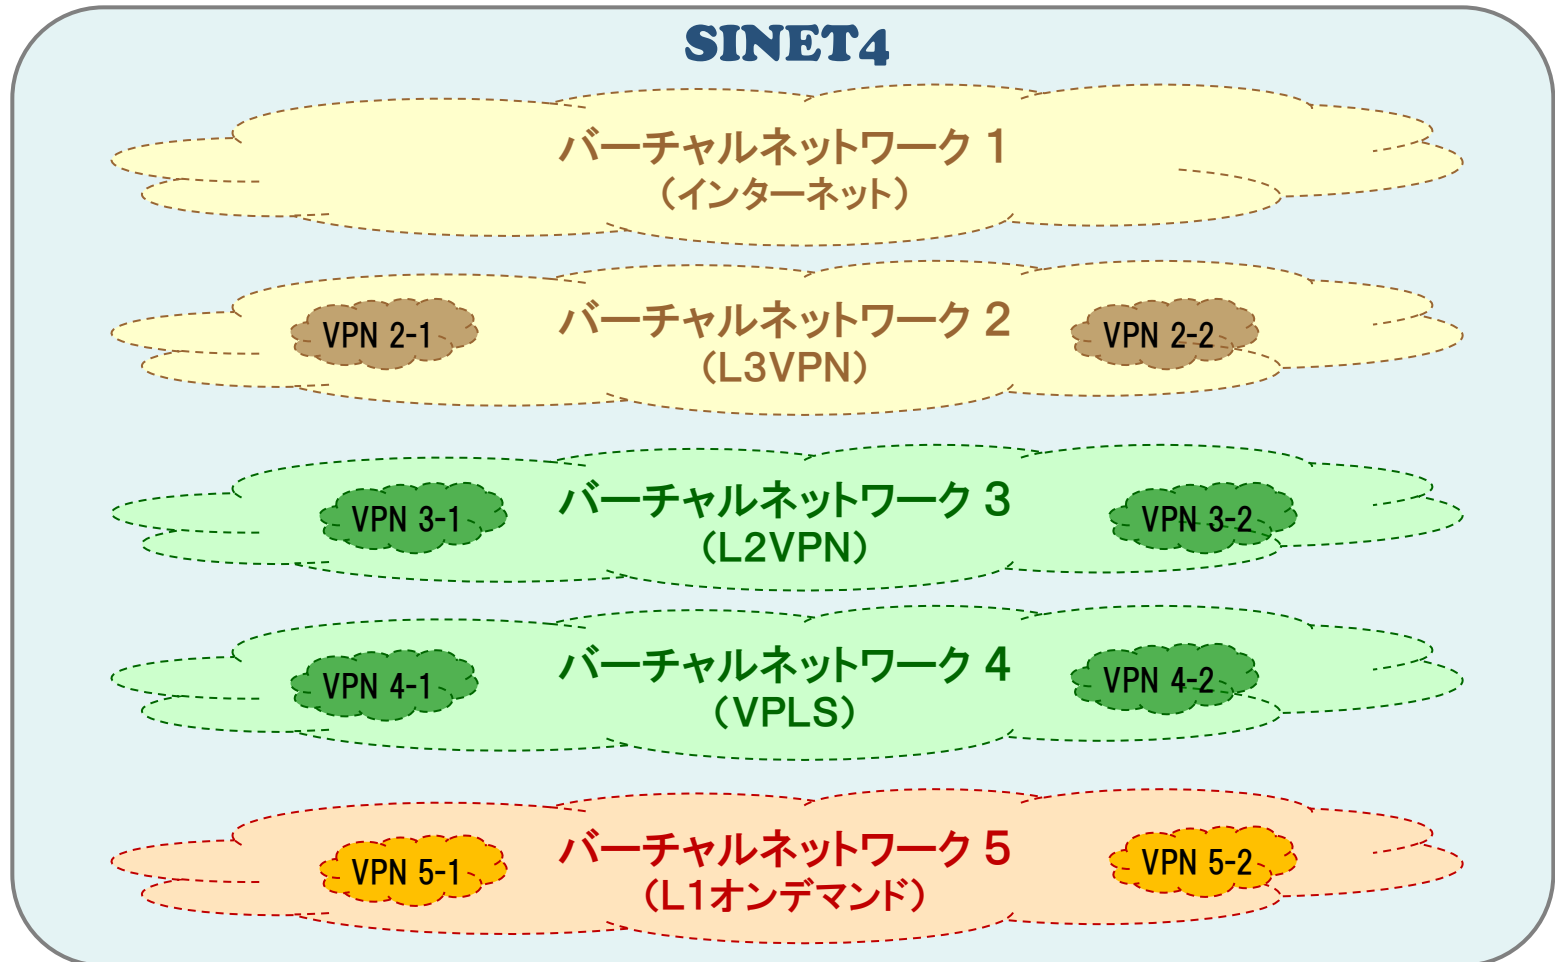 SINET4
バーチャルネットワーク 1
（インターネット）
バーチャルネットワーク 2
（L3VPN）
VPN 2-1
VPN 2-2
バーチャルネットワーク 3
（L2VPN）
VPN 3-1
VPN 3-2
バーチャルネットワーク 4
（VPLS）
VPN 4-1
VPN 4-2
バーチャルネットワーク 5
（L1オンデマンド）
VPN 5-1
VPN 5-2